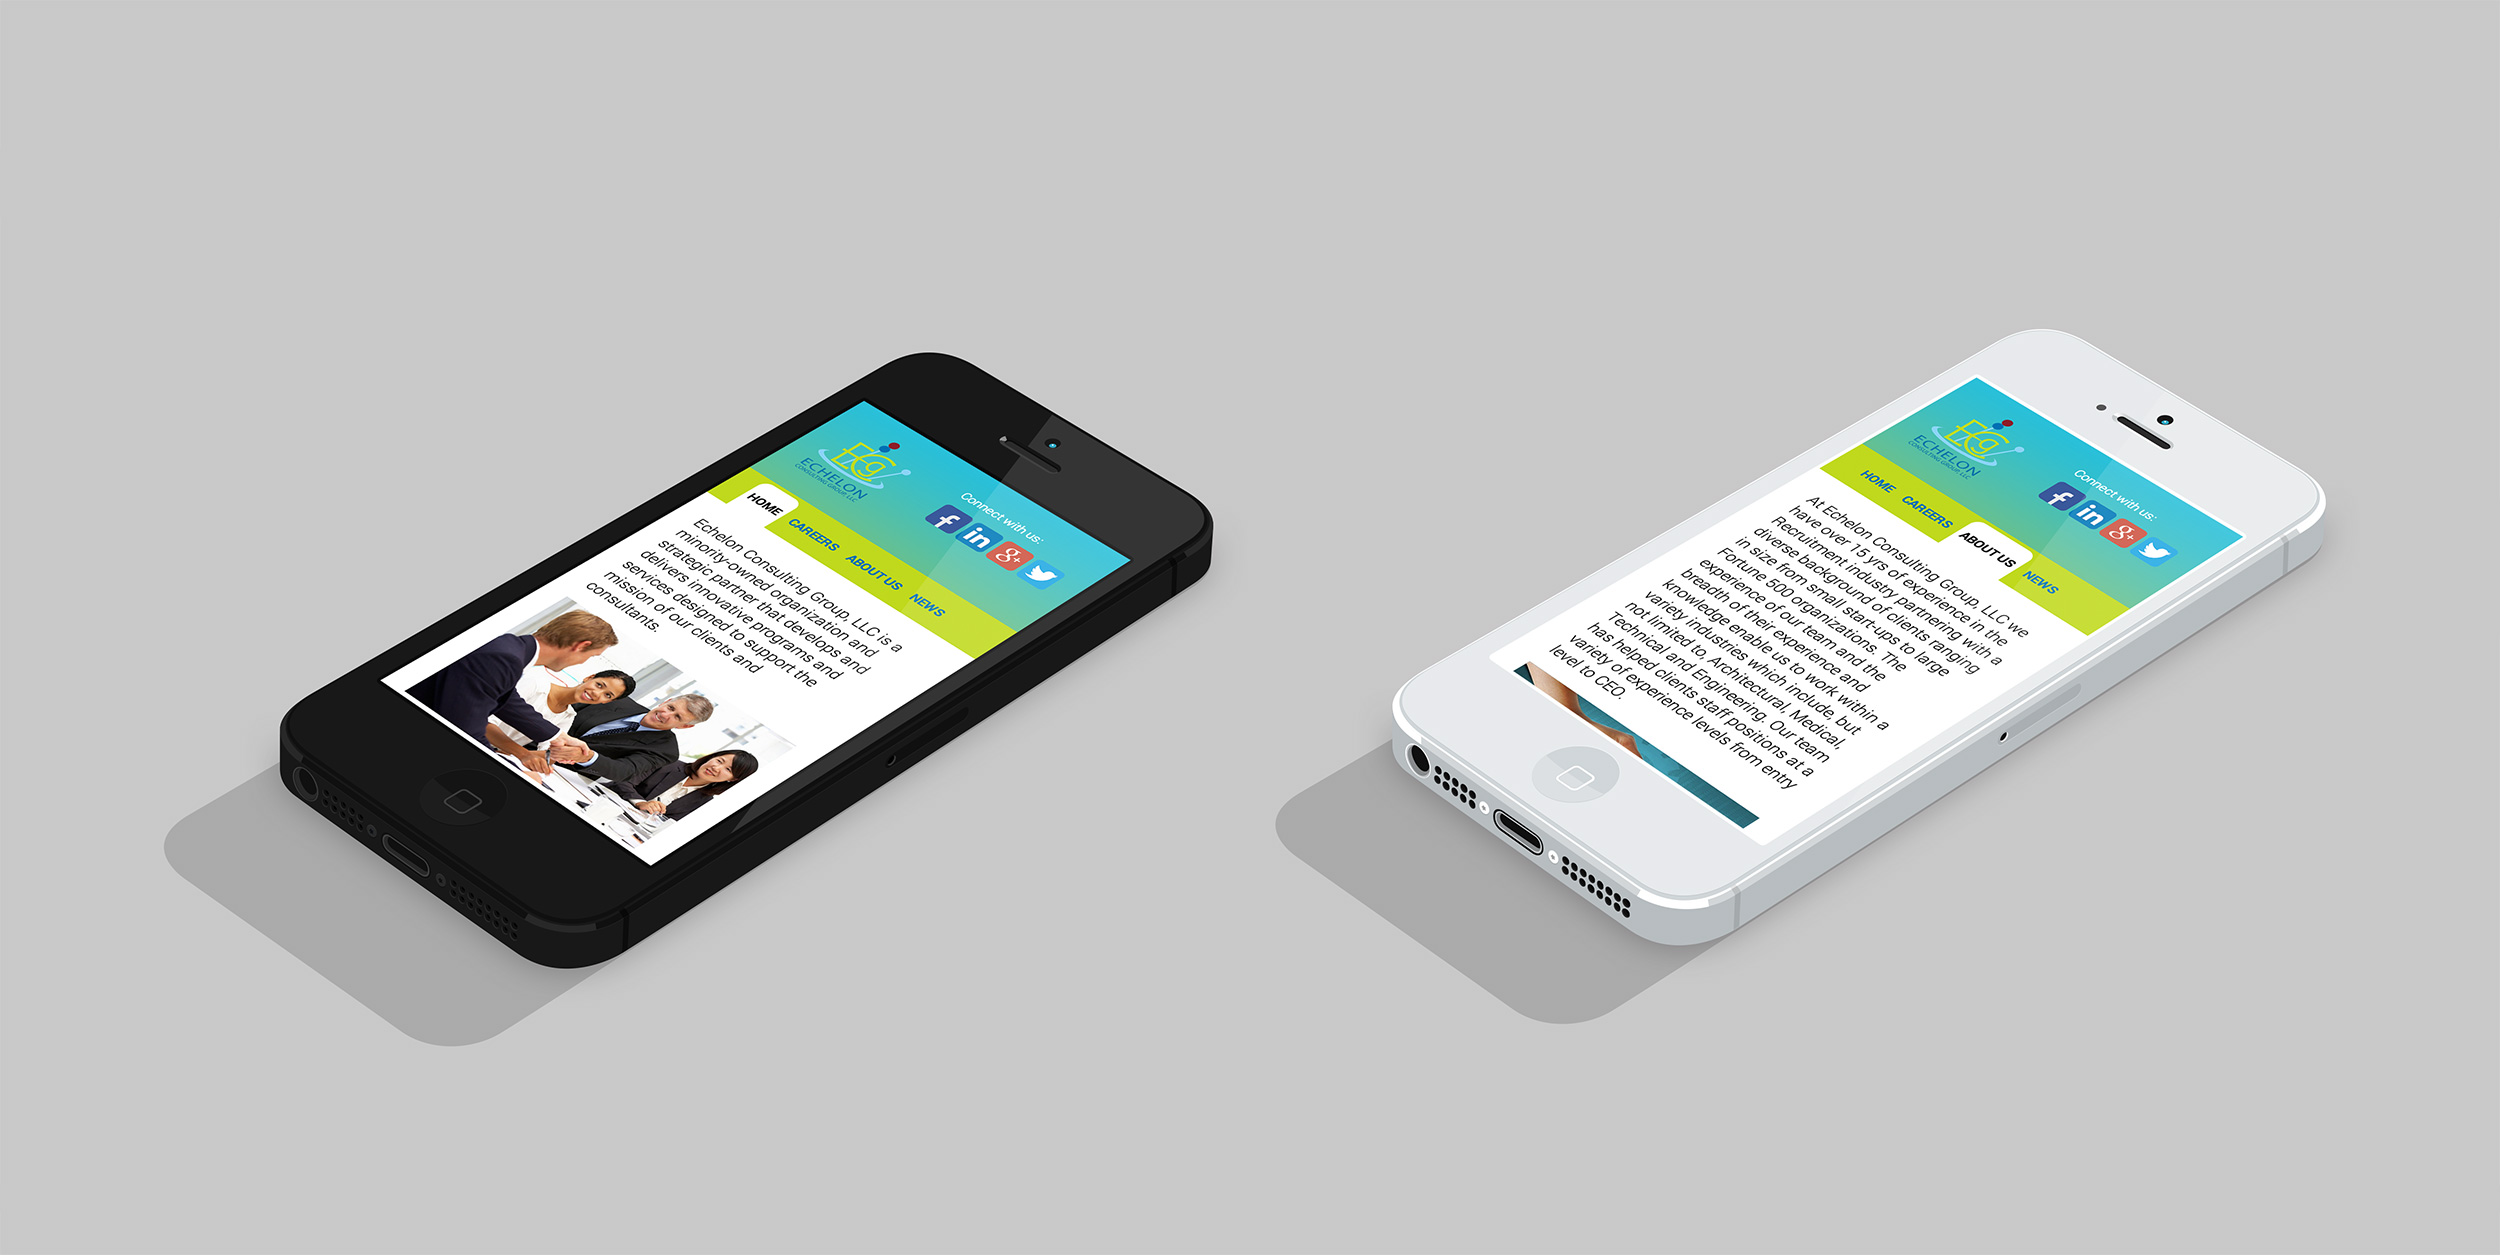 ECG
ECHELON
CONSULTING GROUP, LLC
Connect with us:
f
in
g+
HOME
CAREERS
ABOUT US
NEWS
Echelon Consulting Group, LLC is a
minority-owned organization and
strategic partner that develops and
delivers innovative programs and
services designed to support the
mission of our clients and
consultants.
ECG
ECHELON
CONSULTING GROUP, LLC
Connect with us:
f
in
g+
HOME
CAREERS
ABOUT US
NEWS
At Echelon Consulting Group, LLC we
have over 15 yrs of experience in the
Recruitment industry partnering with a
diverse background of clients ranging
in size from small start-ups to large
Fortune 500 organizations. The
experience of our team and the
breadth of their experience and
knowledge enable us to work within a
variety industries which include, but
not limited to, Architectural, Medical,
Technical and Engineering. Our team
has helped clients staff positions at a
variety of experience levels from entry
level to CEO.